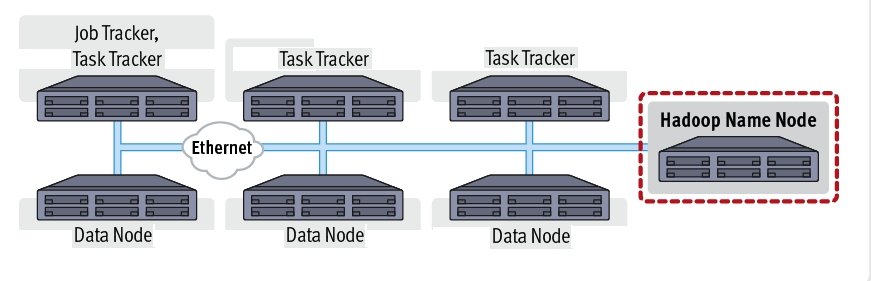 Job Tracker,
Task Tracker
Task Tracker
Task Tracker
Hadoop Name Node
Ethernet
Data Node
Data Node
Data Node